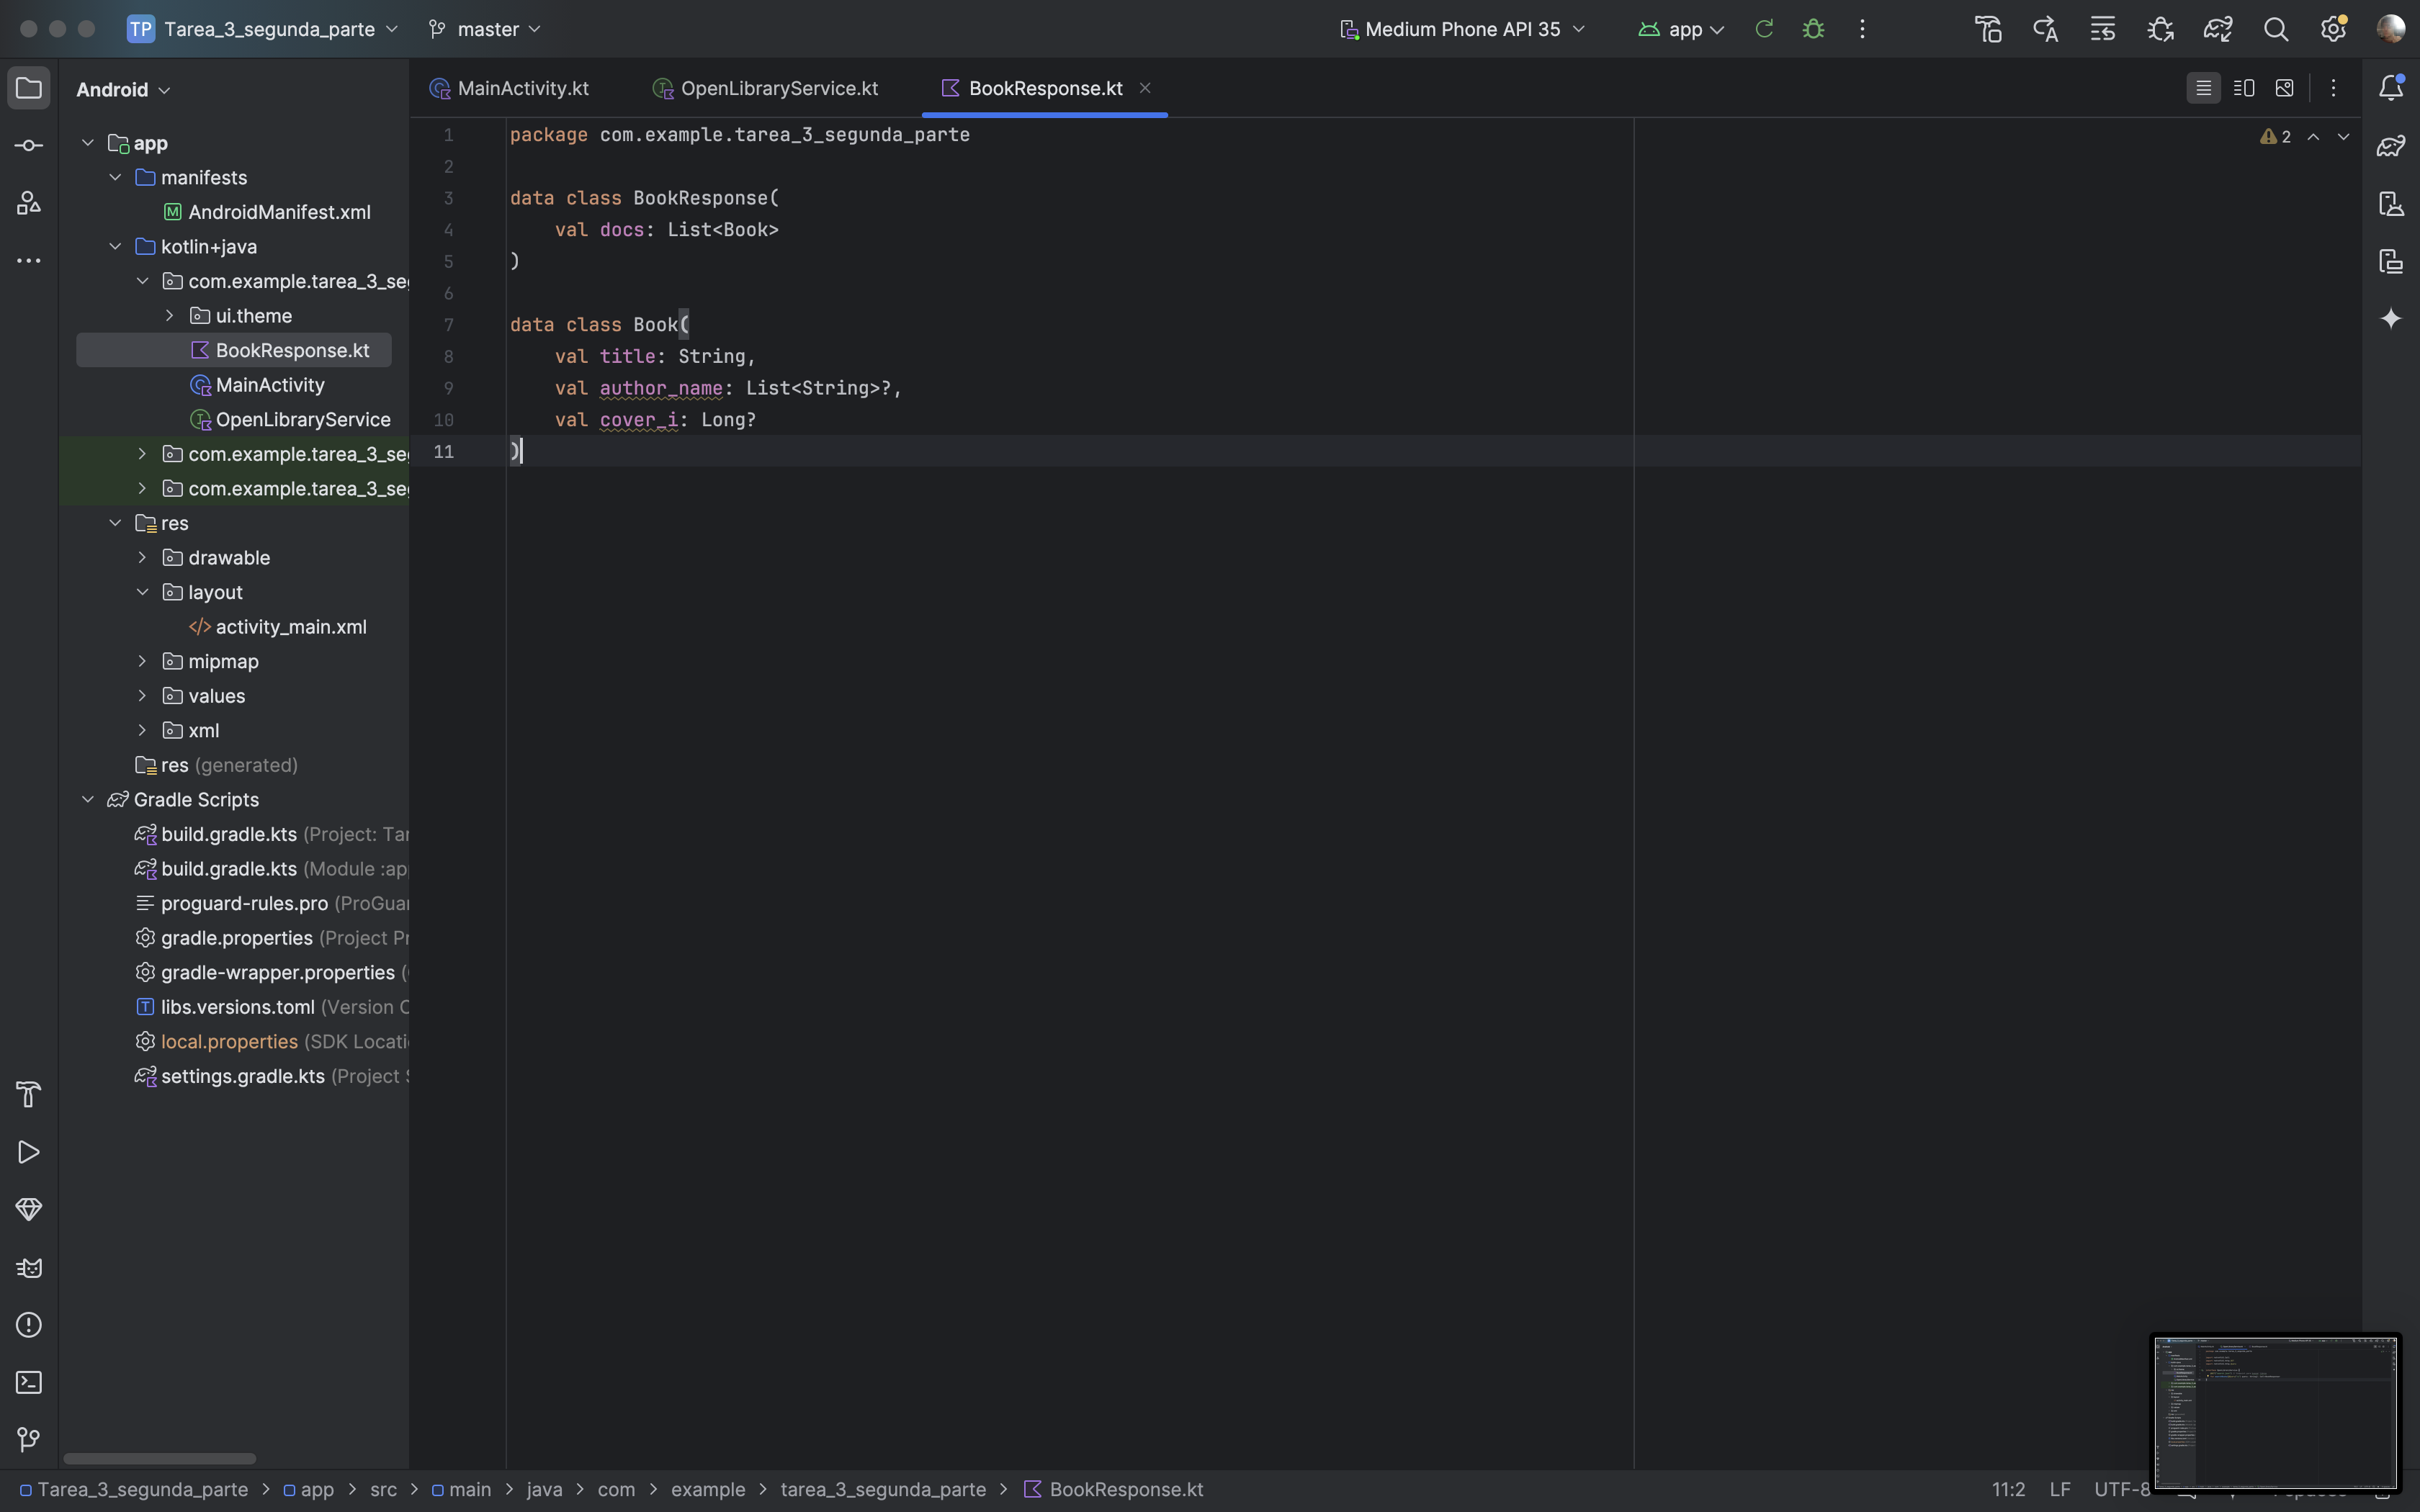 TP Tarea_3_segunda_parte master Medium Phone API 35 app
Android
MainActivity.kt OpenLibraryService.kt BookResponse.kt
app
manifests
AndroidManifest.xml
kotlin+java
com.example.tarea_3_se
ui.theme
BookResponse.kt
MainActivity
OpenLibraryService
com.example.tarea_3_se
com.example.tarea_3_se
res
drawable
layout
activity_main.xml
mipmap
values
xml
res (generated)
Gradle Scripts
build.gradle.kts (Project: Tar
build.gradle.kts (Module :ap
proguard-rules.pro (ProGua
gradle.properties (Project Pr
gradle-wrapper.properties (
libs.versions.toml (Version C
local.properties (SDK Locati
settings.gradle.kts (Project S
2
1 package com.example.tarea_3_segunda_parte
2
3 data class BookResponse(
4 val docs: List<Book>
5 )
6
7 data class Book(
8 val title: String,
9 val author_name: List<String>?,
10 val cover_i: Long?
11 )
Tarea_3_segunda_parte > app > src > main > java > com > example > tarea_3_segunda_parte > BookResponse.kt
11:2 LF UTF-8